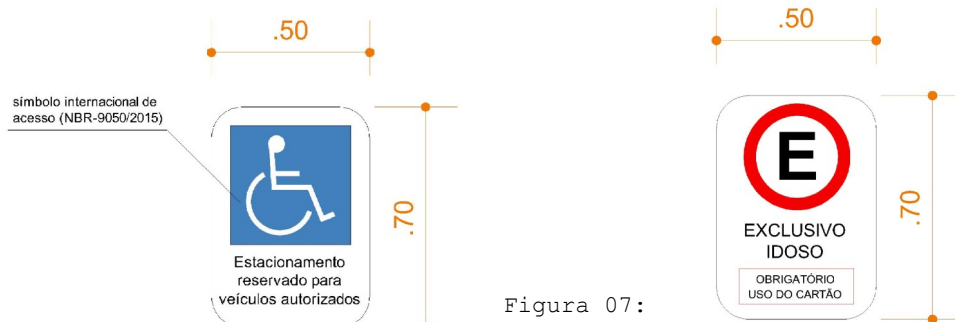 .50
símbolo internacional de
acesso (NBR-9050/2015)
.70
Estacionamento
reservado para
veículos autorizados
Figura 07:
.50
E
.70
EXCLUSIVO
IDOSO
OBRIGATÓRIO
USO DO CARTÃO